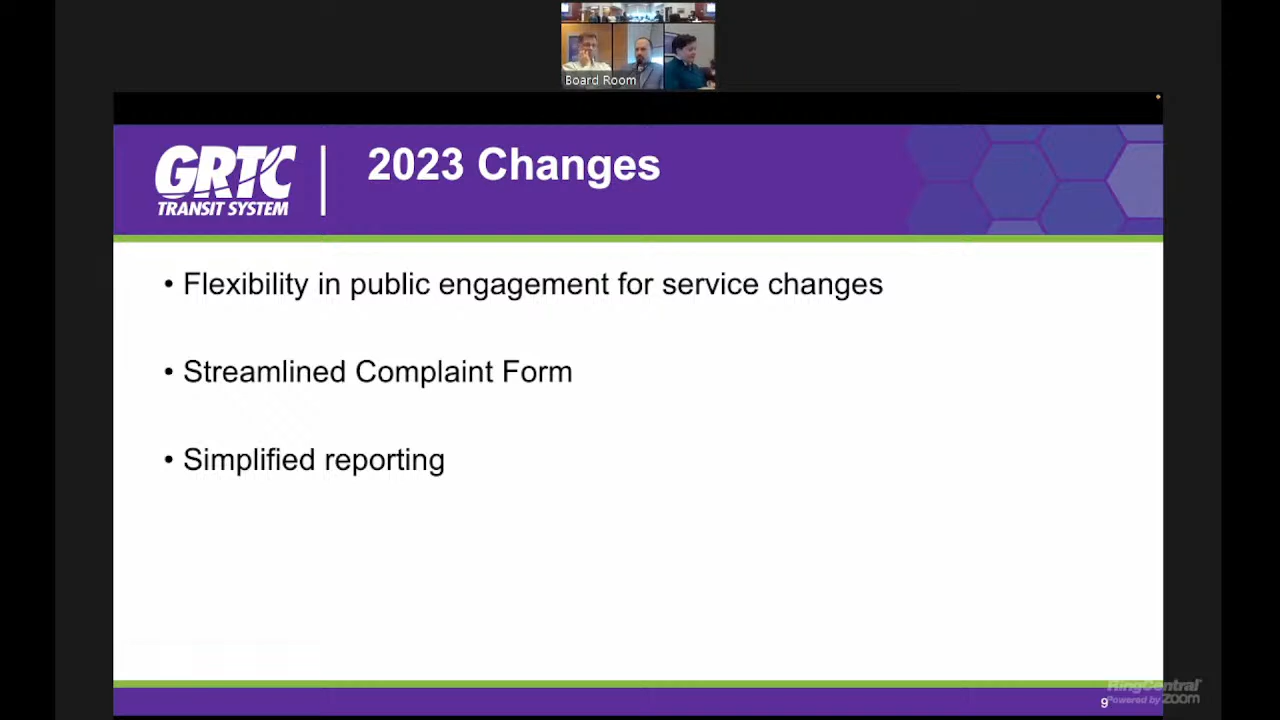 Board Room
GRTC
TRANSIT SYSTEM
2023 Changes
• Flexibility in public engagement for service changes
• Streamlined Complaint Form
• Simplified reporting
RingCentral
9
Powered by zoom